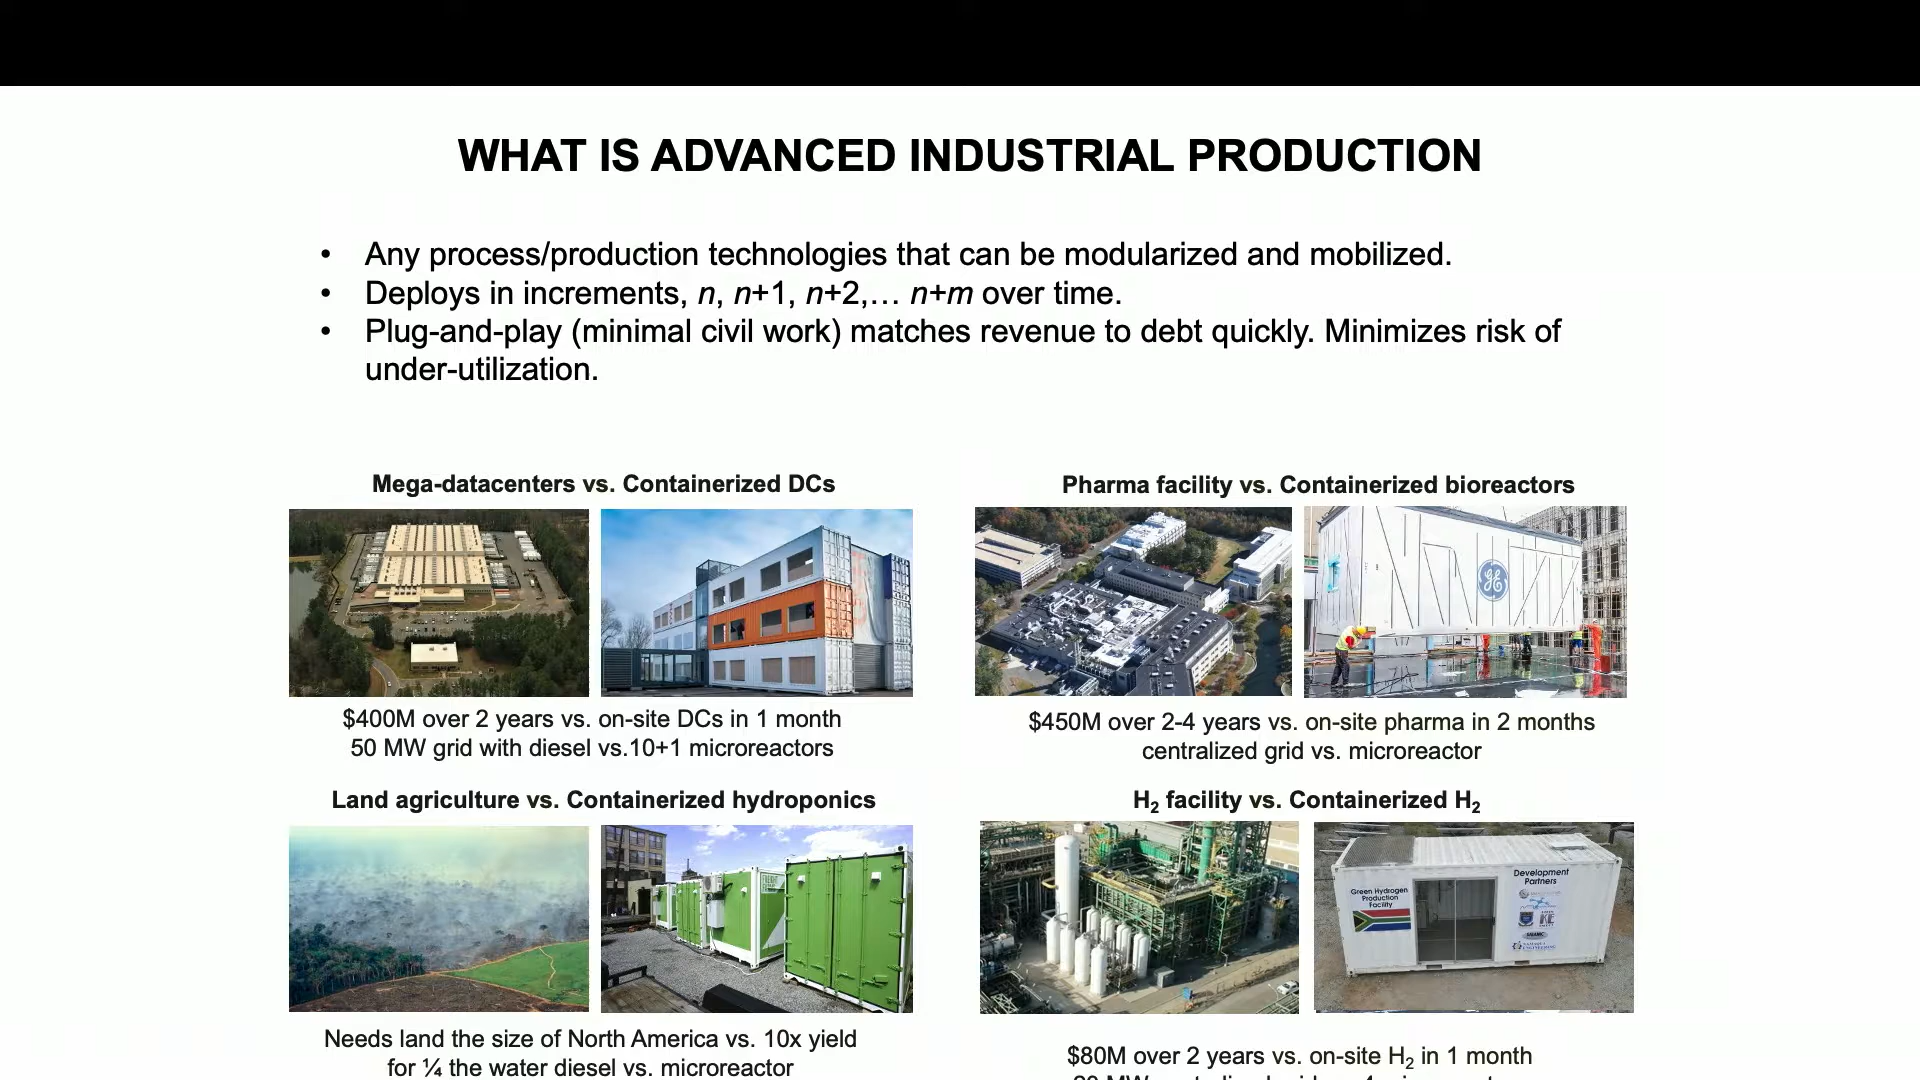 WHAT IS ADVANCED INDUSTRIAL PRODUCTION
• Any process/production technologies that can be modularized and mobilized.
• Deploys in increments, n, n+1, n+2,… n+m over time.
• Plug-and-play (minimal civil work) matches revenue to debt quickly. Minimizes risk of
under-utilization.
Mega-datacenters vs. Containerized DCs
$400M over 2 years vs. on-site DCs in 1 month
50 MW grid with diesel vs.10+1 microreactors
Pharma facility vs. Containerized bioreactors
GE
$450M over 2-4 years vs. on-site pharma in 2 months
centralized grid vs. microreactor
Land agriculture vs. Containerized hydroponics
Needs land the size of North America vs. 10x yield
for ¼ the water diesel vs. microreactor
H₂ facility vs. Containerized H₂
Green Hydrogen
Production
Facility
Development
Partners
$80M over 2 years vs. on-site H₂ in 1 month